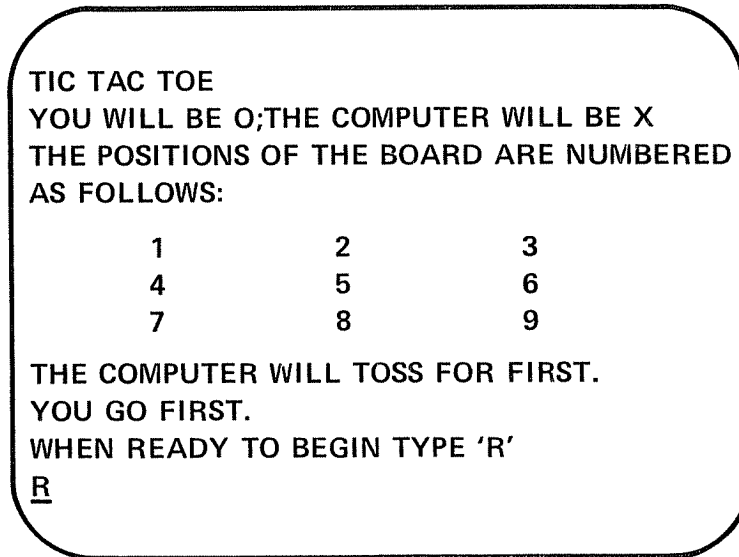 TIC TAC TOE
YOU WILL BE O;THE COMPUTER WILL BE X
THE POSITIONS OF THE BOARD ARE NUMBERED
AS FOLLOWS:
1 2 3
4 5 6
7 8 9
THE COMPUTER WILL TOSS FOR FIRST.
YOU GO FIRST.
WHEN READY TO BEGIN TYPE ‘R’
R